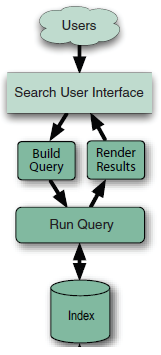 Users
Search User Interface
Build
Query
Render
Results
Run Query
Index